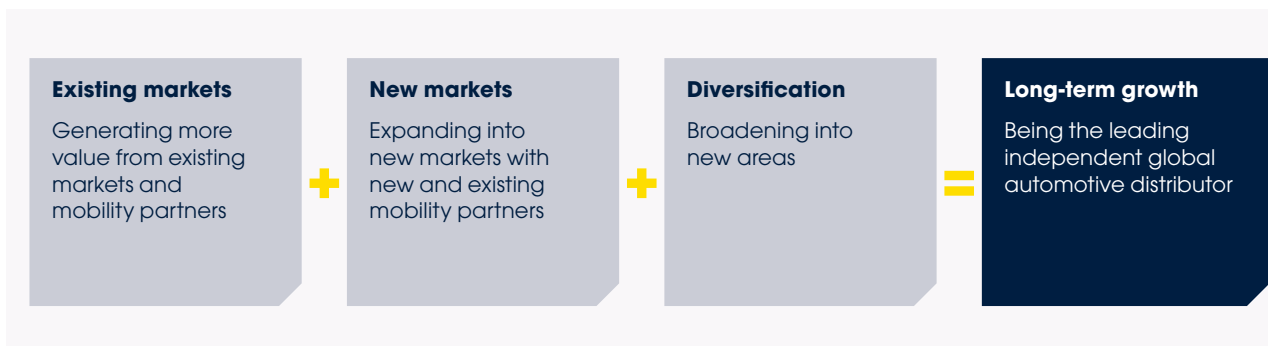 Existing markets
Generating more
value from existing
markets and
mobility partners
+
New markets
Expanding into
new markets with
new and existing
mobility partners
+
Diversification
Broadening into
new areas
=
Long-term growth
Being the leading
independent global
automotive distributor